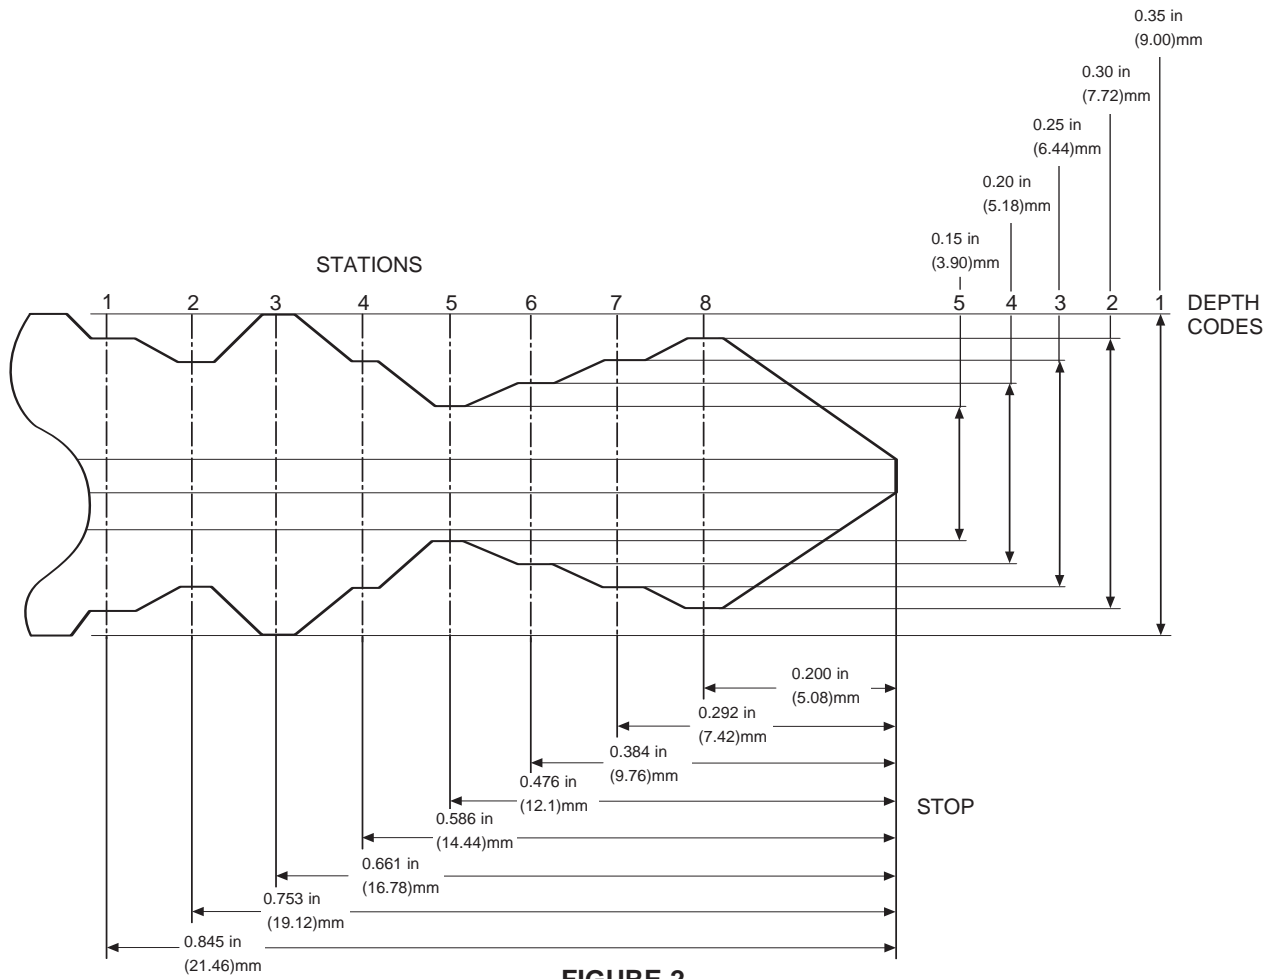 0.35 in
(9.00)mm
0.30 in
(7.72)mm
0.25 in
(6.44)mm
0.20 in
(5.18)mm
0.15 in
(3.90)mm
STATIONS
1 2 3 4 5 6 7 8 5 4 3 2 1 DEPTH
CODES
0.200 in
(5.08)mm
0.292 in
(7.42)mm
0.384 in
(9.76)mm
0.476 in
(12.1)mm
STOP
0.586 in
(14.44)mm
0.661 in
(16.78)mm
0.753 in
(19.12)mm
0.845 in
(21.46)mm
FIGURE 2